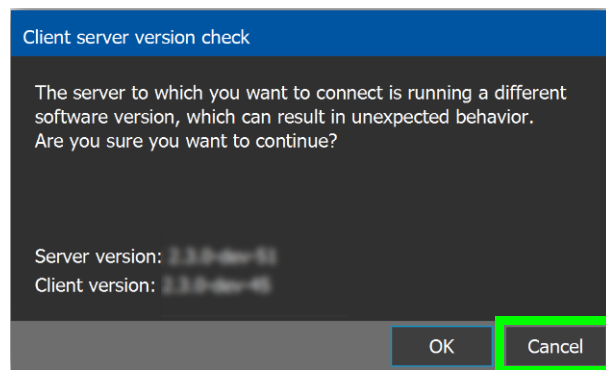 Client server version check
The server to which you want to connect is running a different
software version, which can result in unexpected behavior.
Are you sure you want to continue?
Server version:
Client version:
OK
Cancel